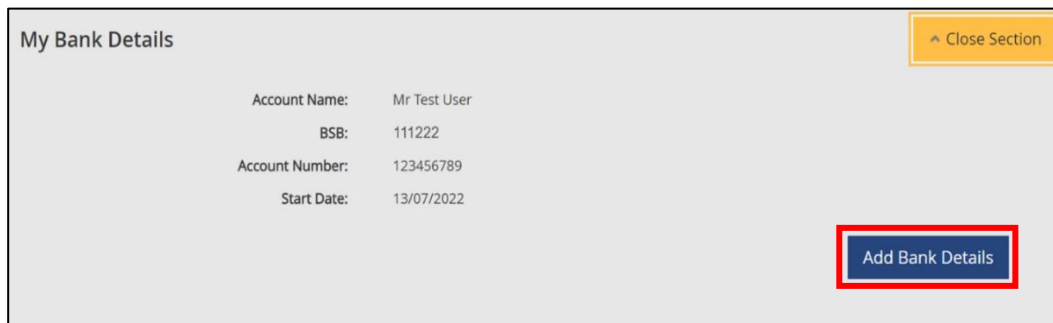 My Bank Details
^ Close Section
Account Name: Mr Test User
BSB: 111222
Account Number: 123456789
Start Date: 13/07/2022
Add Bank Details